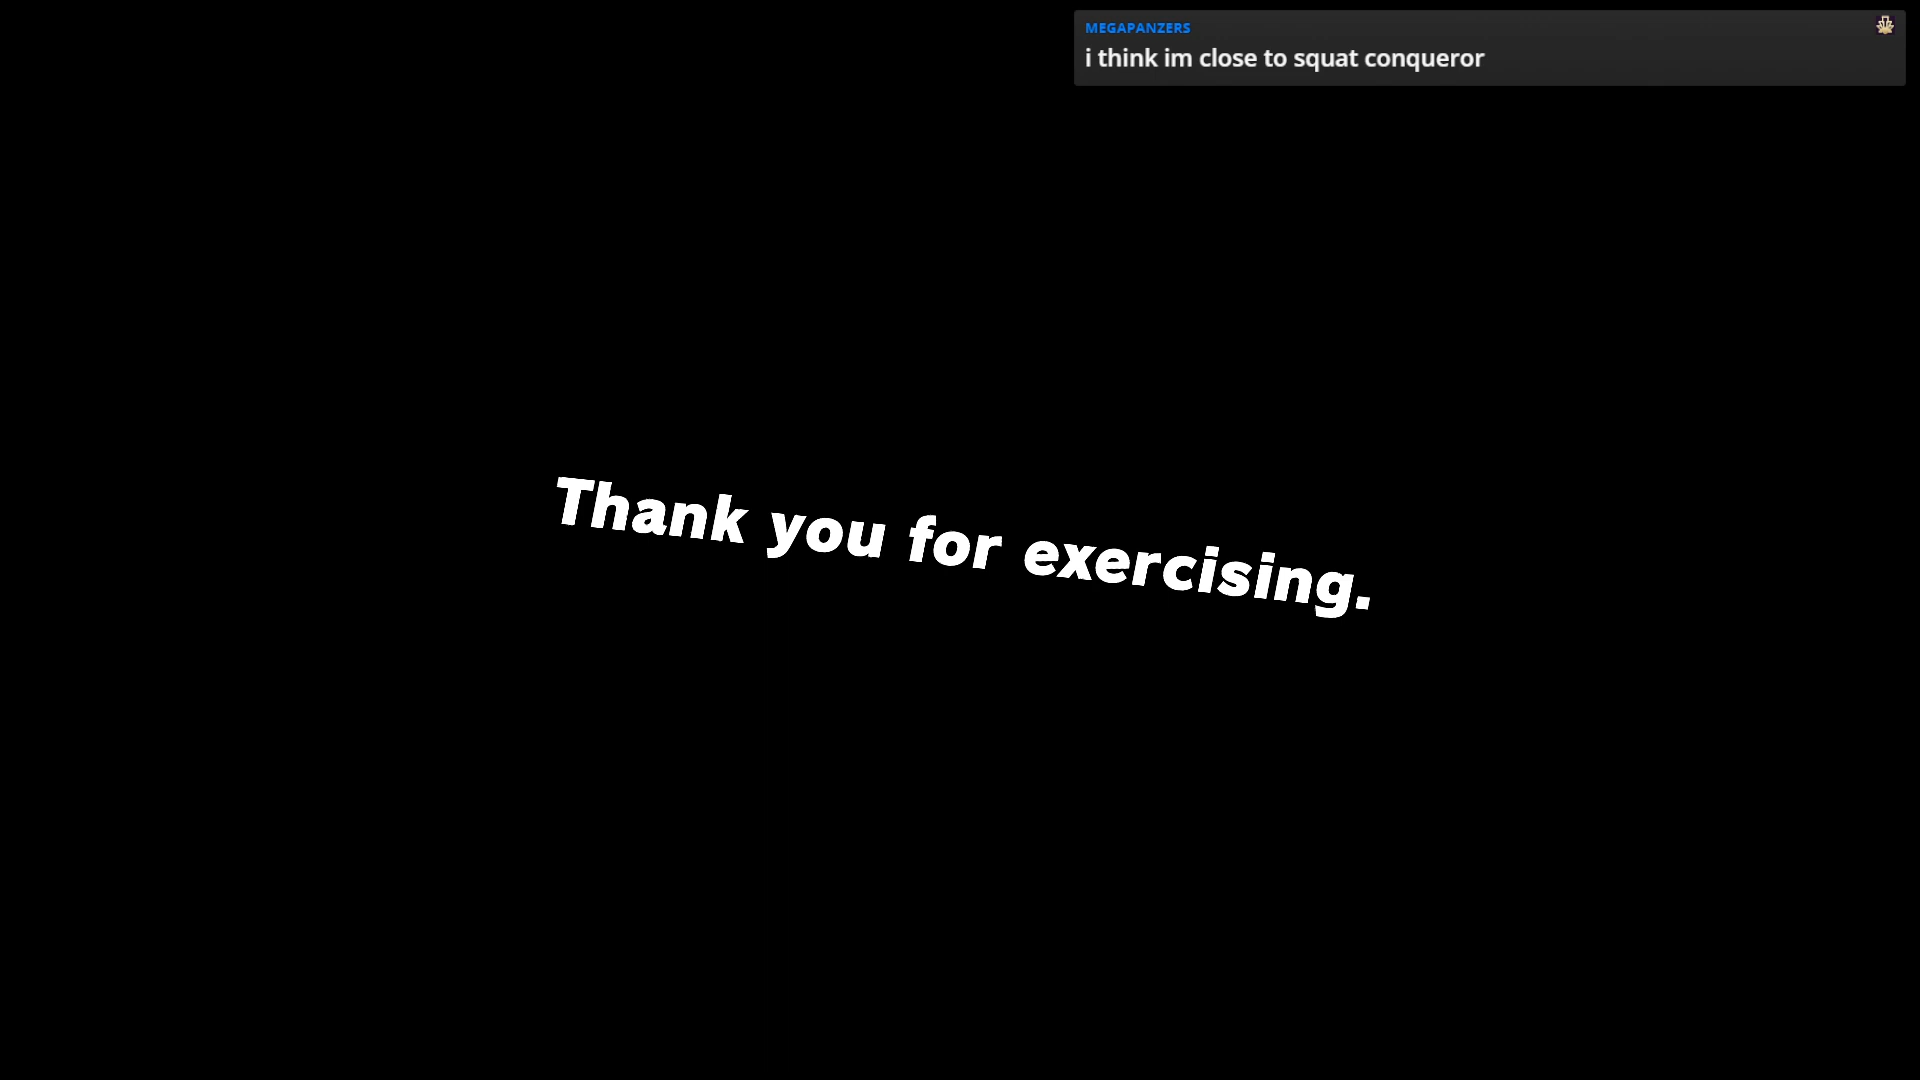 MEGAPANZERS
i think im close to squat conqueror
Thank you for exercising.